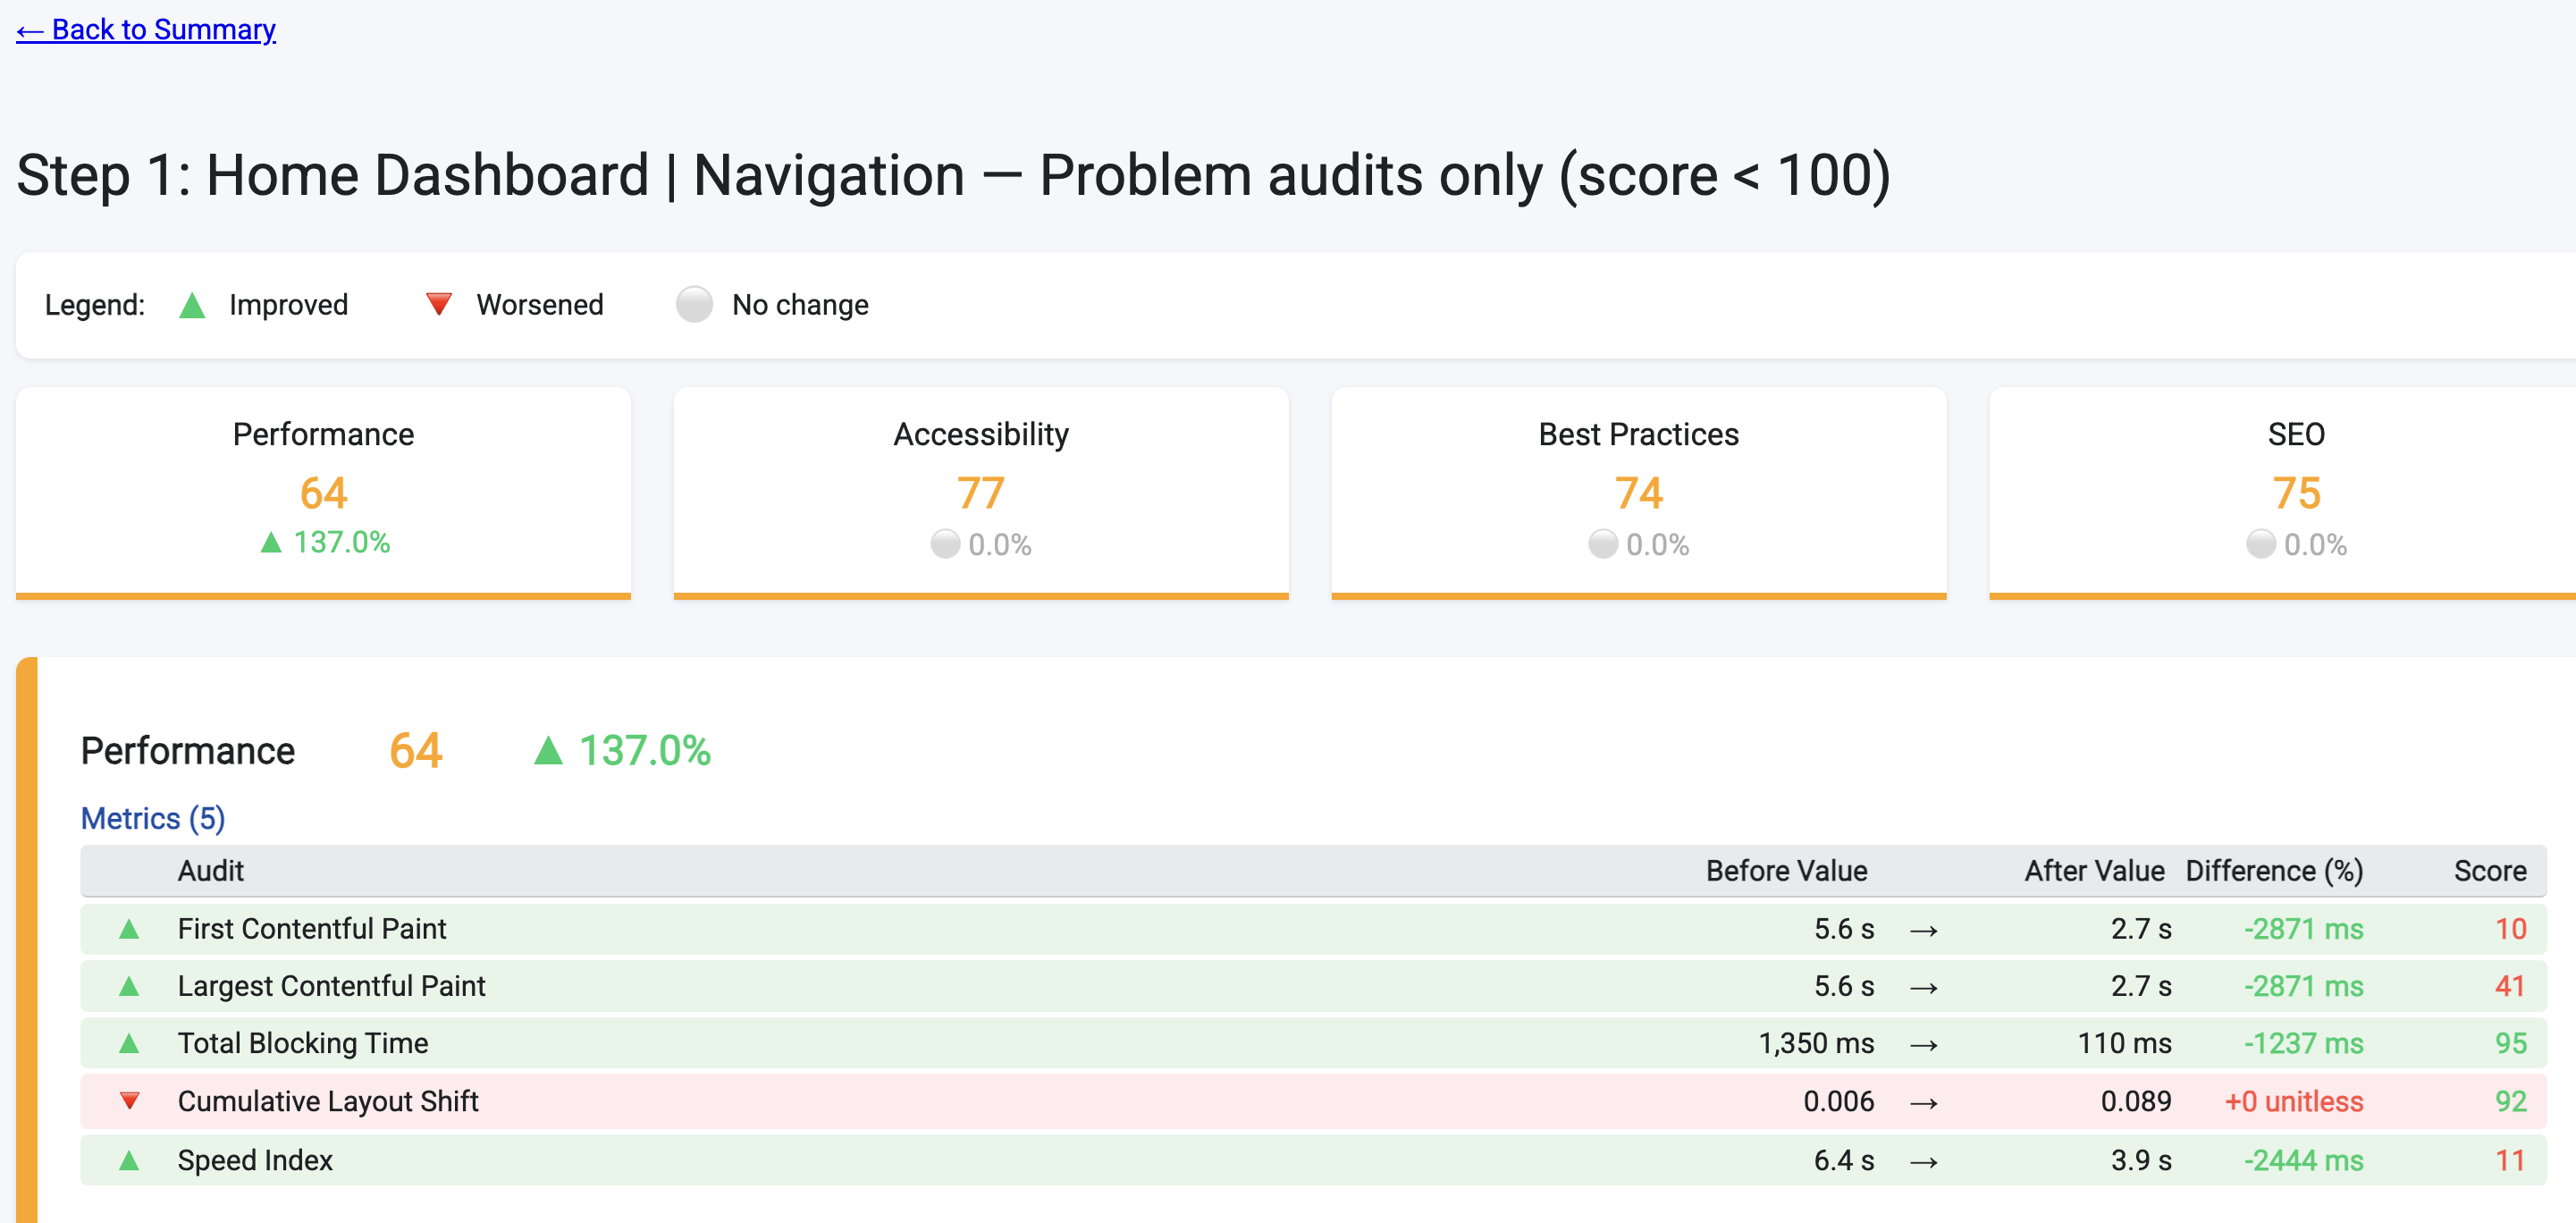 ← Back to Summary
Step 1: Home Dashboard | Navigation — Problem audits only (score < 100)
Legend: ▲ Improved ▼ Worsened No change
Performance
64
▲ 137.0%
Accessibility
77
0.0%
Best Practices
74
0.0%
SEO
75
0.0%
Performance 64 ▲ 137.0%
Metrics (5)
Audit Before Value After Value Difference (%) Score
▲ First Contentful Paint 5.6 s → 2.7 s -2871 ms 10
▲ Largest Contentful Paint 5.6 s → 2.7 s -2871 ms 41
▲ Total Blocking Time 1,350 ms → 110 ms -1237 ms 95
▼ Cumulative Layout Shift 0.006 → 0.089 +0 unitless 92
▲ Speed Index 6.4 s → 3.9 s -2444 ms 11